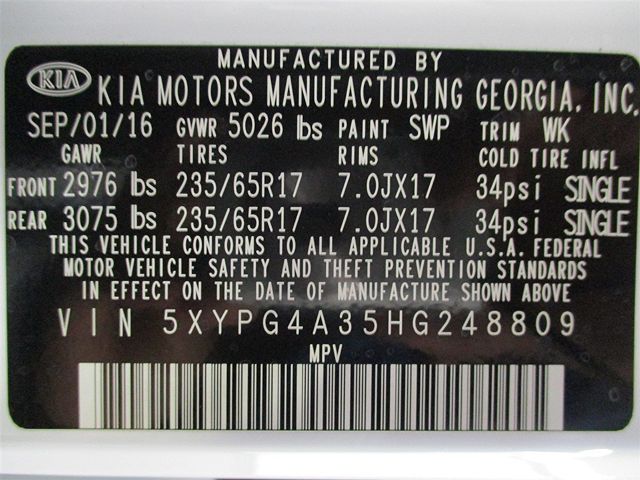 MANUFACTURED BY
KIA KIA MOTORS MANUFACTURING GEORGIA, INC.
SEP/01/16 GVWR 5026 lbs PAINT SWP TRIM WK
GAWR TIRES RIMS COLD TIRE INFL
FRONT 2976 lbs 235/65R17 7.0JX17 34psi SINGLE
REAR 3075 lbs 235/65R17 7.0JX17 34psi SINGLE
THIS VEHICLE CONFORMS TO ALL APPLICABLE U.S.A. FEDERAL
MOTOR VEHICLE SAFETY AND THEFT PREVENTION STANDARDS
IN EFFECT ON THE DATE OF MANUFACTURE SHOWN ABOVE
VIN 5XYPG4A35HG248809
MPV